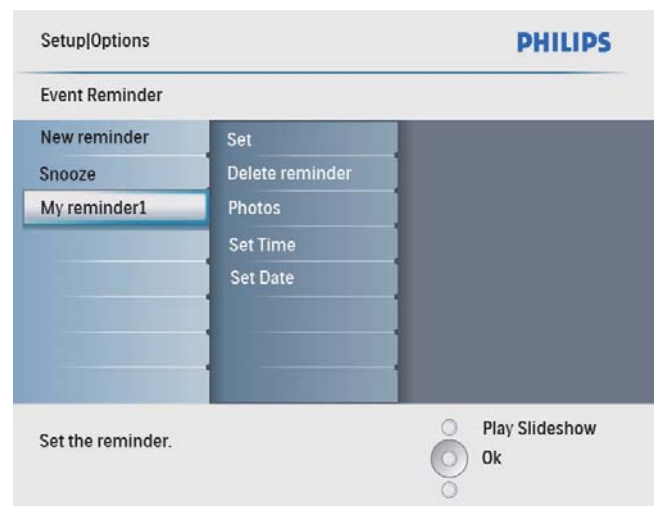 Setup|Options
PHILIPS
Event Reminder
New reminder
Snooze
My reminder1
Set
Delete reminder
Photos
Set Time
Set Date
Set the reminder.
Play Slideshow
Ok